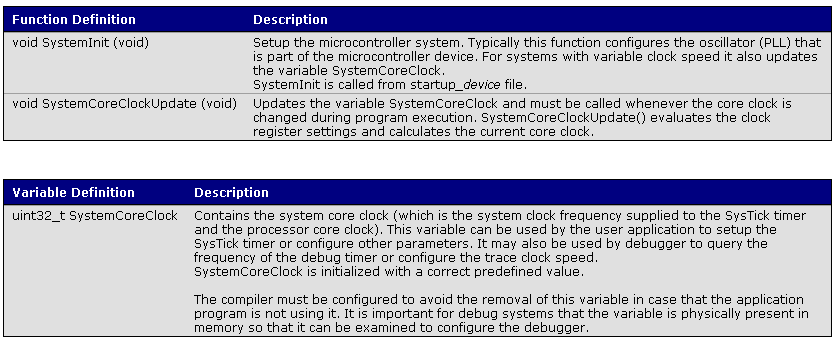 Function Definition Description
void SystemInit (void) Setup the microcontroller system. Typically this function configures the oscillator (PLL) that
is part of the microcontroller device. For systems with variable clock speed it also updates
the variable SystemCoreClock.
SystemInit is called from startup_device file.
void SystemCoreClockUpdate (void) Updates the variable SystemCoreClock and must be called whenever the core clock is
changed during program execution. SystemCoreClockUpdate() evaluates the clock
register settings and calculates the current core clock.
Variable Definition Description
uint32_t SystemCoreClock Contains the system core clock (which is the system clock frequency supplied to the SysTick timer
and the processor core clock). This variable can be used by the user application to setup the
SysTick timer or configure other parameters. It may also be used by debugger to query the
frequency of the debug timer or configure the trace clock speed.
SystemCoreClock is initialized with a correct predefined value.
The compiler must be configured to avoid the removal of this variable in case that the application
program is not using it. It is important for debug systems that the variable is physically present in
memory so that it can be examined to configure the debugger.